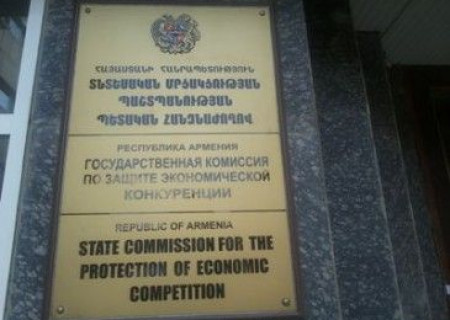 ՀԱՅԱՍՏԱՆԻ ՀԱՆՐԱՊԵՏՈՒԹՅՈՒՆ
ՏՆՏԵՍԱԿԱՆ ՄՐՑԱԿՑՈՒԹՅԱՆ
ՊԱՇՏՊԱՆՈՒԹՅԱՆ
ՊԵՏԱԿԱՆ ՀԱՆՁՆԱԺՈՂՈՎ
РЕСПУБЛИКА АРМЕНИЯ
ГОСУДАРСТВЕННАЯ КОМИССИЯ
ПО ЗАЩИТЕ ЭКОНОМИЧЕСКОЙ
КОНКУРЕНЦИИ
REPUBLIC OF ARMENIA
STATE COMMISSION FOR THE
PROTECTION OF ECONOMIC
COMPETITION